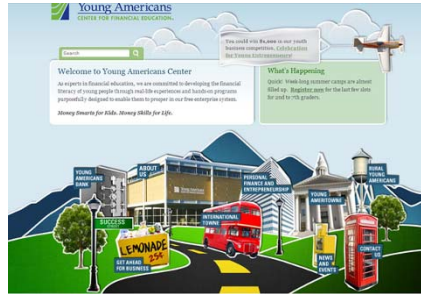 Young Americans
CENTER FOR FINANCIAL EDUCATION
You could win $1,000 in our youth
success competition, Celebration
for Young Entrepreneurs!
Search
Welcome to Young Americans Center
As experts in financial education, we are committed to developing the financial
literacy of young people through real-life experiences and hands-on programs
purposefully designed to enable them to prosper in our free enterprise system.
Money Smarts for Kids. Money Skills for Life.
What's Happening
Quick! Week-long summer camps are almost
filled up. Register now for the last few slots
for 2nd to 7th graders.
YOUNG
AMERICANS
BANK
ABOUT
US
PERSONAL
FINANCE AND
ENTREPRENEURSHIP
YOUNG
AMERITOWNE
RURAL
YOUNG
AMERICANS
SUCCESS
INTERNATIONAL
TOWNE
LEMONADE
25¢
GET AHEAD
FOR BUSINESS
NEWS
AND
EVENTS
CONTACT
US